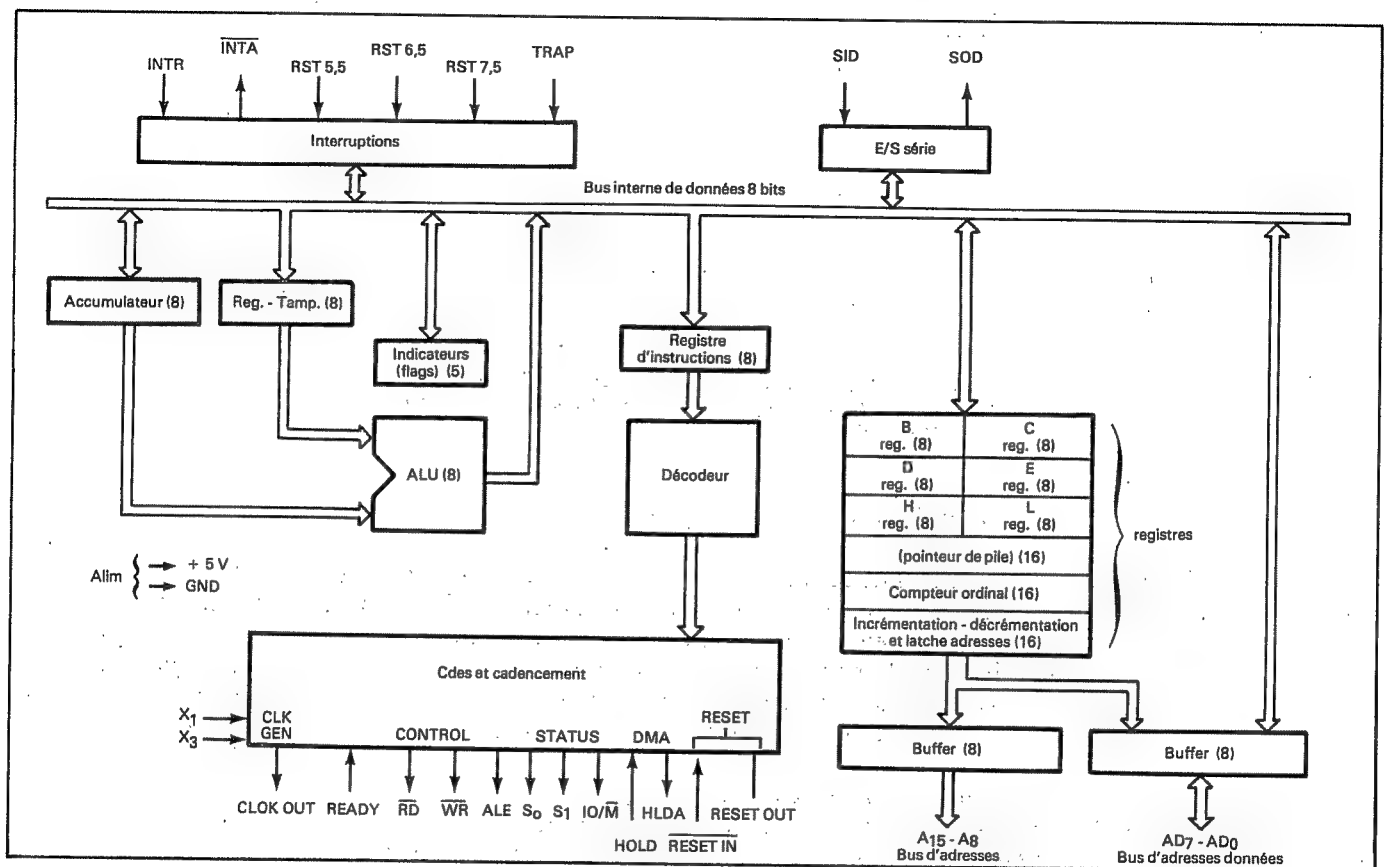 INTR
INTA
RST 5,5
RST 6,5
RST 7,5
TRAP
SID
SOD
Interruptions
E/S série
Bus interne de données 8 bits
Accumulateur (8)
Reg. - Tamp. (8)
Indicateurs
(flags) (5)
Registre
d'instructions (8)
ALU (8)
Décodeur
B
reg. (8)
C
reg. (8)
D
reg. (8)
E
reg. (8)
H
reg. (8)
L
reg. (8)
(pointeur de pile) (16)
Compteur ordinal (16)
Incrémentation - décrémentation
et latche adresses (16)
registres
Alim
+ 5 V
GND
Cdes et cadencement
X1
X3
CLK
GEN
CONTROL
STATUS
DMA
RESET
CLOK OUT
READY
RD
WR
ALE
S0
S1
IO/M
HOLD
HLDA
RESET IN
RESET OUT
Buffer (8)
Buffer (8)
A15 - A8
Bus d'adresses
AD7 - AD0
Bus d'adresses données